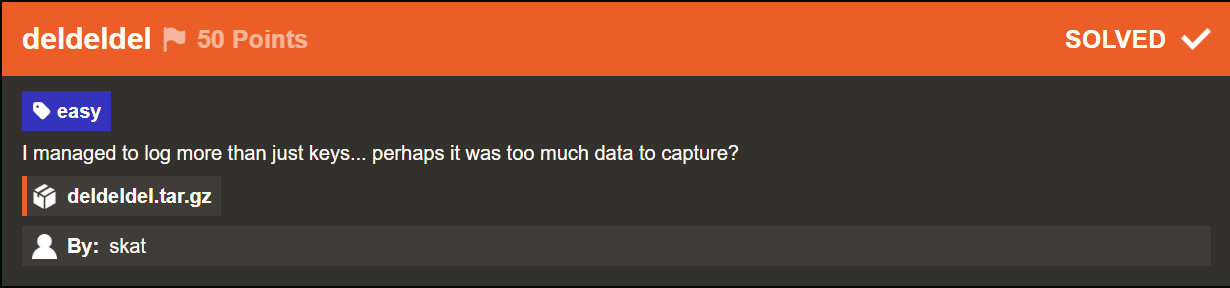 deldeldel 50 Points SOLVED
easy
I managed to log more than just keys... perhaps it was too much data to capture?
deldeldel.tar.gz
By: skat